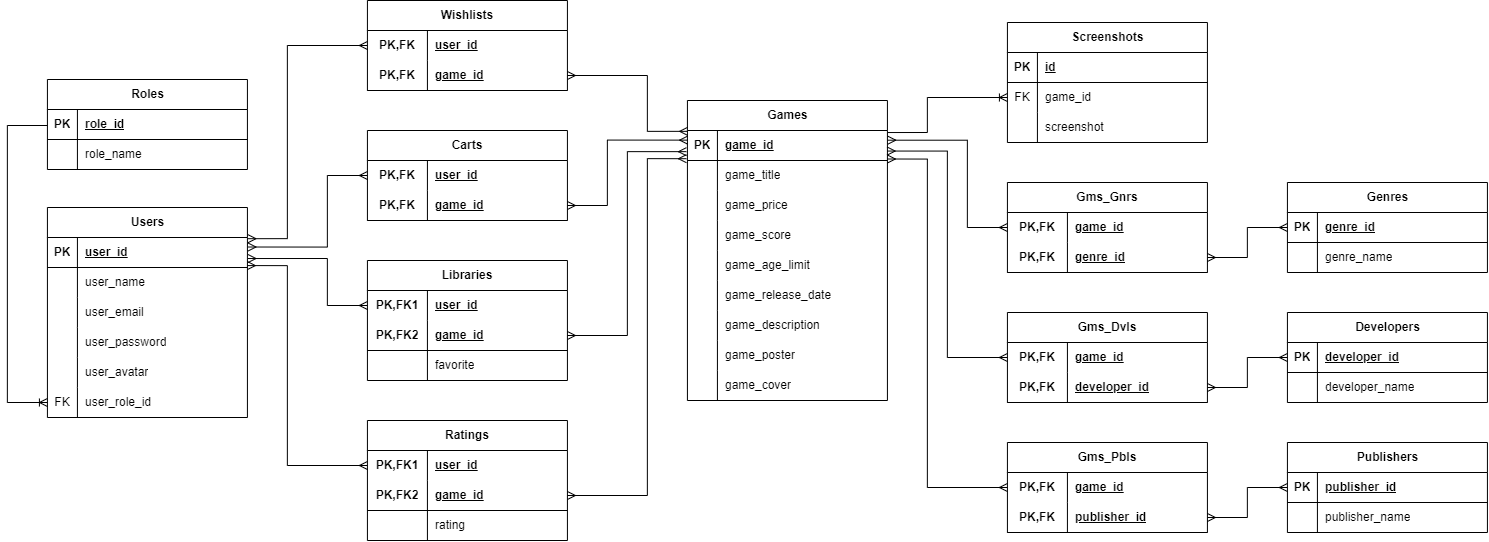 Roles
PK role_id
role_name
Users
PK user_id
user_name
user_email
user_password
user_avatar
FK user_role_id
Wishlists
PK,FK user_id
PK,FK game_id
Carts
PK,FK user_id
PK,FK game_id
Libraries
PK,FK1 user_id
PK,FK2 game_id
favorite
Ratings
PK,FK1 user_id
PK,FK2 game_id
rating
Games
PK game_id
game_title
game_price
game_score
game_age_limit
game_release_date
game_description
game_poster
game_cover
Screenshots
PK id
FK game_id
screenshot
Gms_Gnrs
PK,FK game_id
PK,FK genre_id
Genres
PK genre_id
genre_name
Gms_Dvls
PK,FK game_id
PK,FK developer_id
Developers
PK developer_id
developer_name
Gms_Pbls
PK,FK game_id
PK,FK publisher_id
Publishers
PK publisher_id
publisher_name